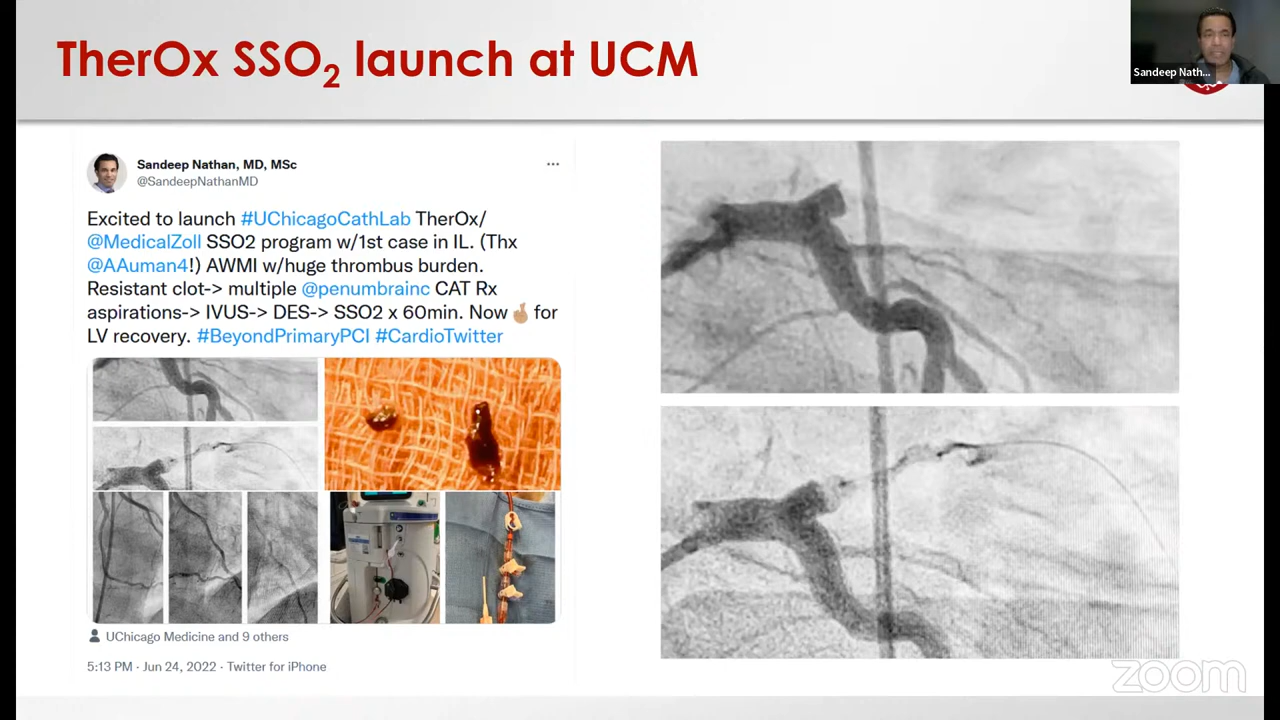 TherOx SSO2 launch at UCM
Sandeep Nath...
Sandeep Nathan, MD, MSc
@SandeepNathanMD
Excited to launch #UChicagoCathLab TherOx/
@MedicalZoll SSO2 program w/1st case in IL. (Thx
@AAuman4!) AWMI w/huge thrombus burden.
Resistant clot-> multiple @penumbrainc CAT Rx
aspirations-> IVUS-> DES-> SSO2 x 60min. Now🤞🏼for
LV recovery. #BeyondPrimaryPCI #CardioTwitter
UChicago Medicine and 9 others
5:13 PM · Jun 24, 2022 · Twitter for iPhone
zoom